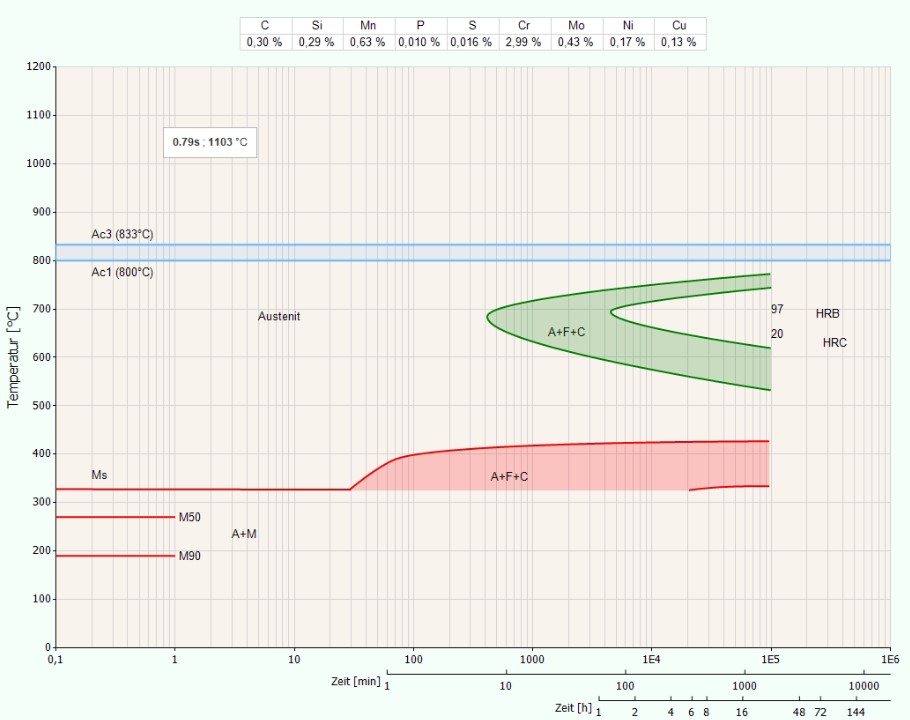 C Si Mn P S Cr Mo Ni Cu
0,30 % 0,29 % 0,63 % 0,010 % 0,016 % 2,99 % 0,43 % 0,17 % 0,13 %
1200
1100
0.79s ; 1103 °C
1000
900
Ac3 (833°C)
800
Ac1 (800°C)
700
Austenit
97 HRB
A+F+C
20 HRC
600
Temperatur [°C]
500
400
Ms
A+F+C
300
M50
A+M
200
M90
100
0
0,1 1 10 100 1000 1E4 1E5 1E6
Zeit [min] 1 10 100 1000 10000
Zeit [h] 1 2 4 6 8 16 48 72 144